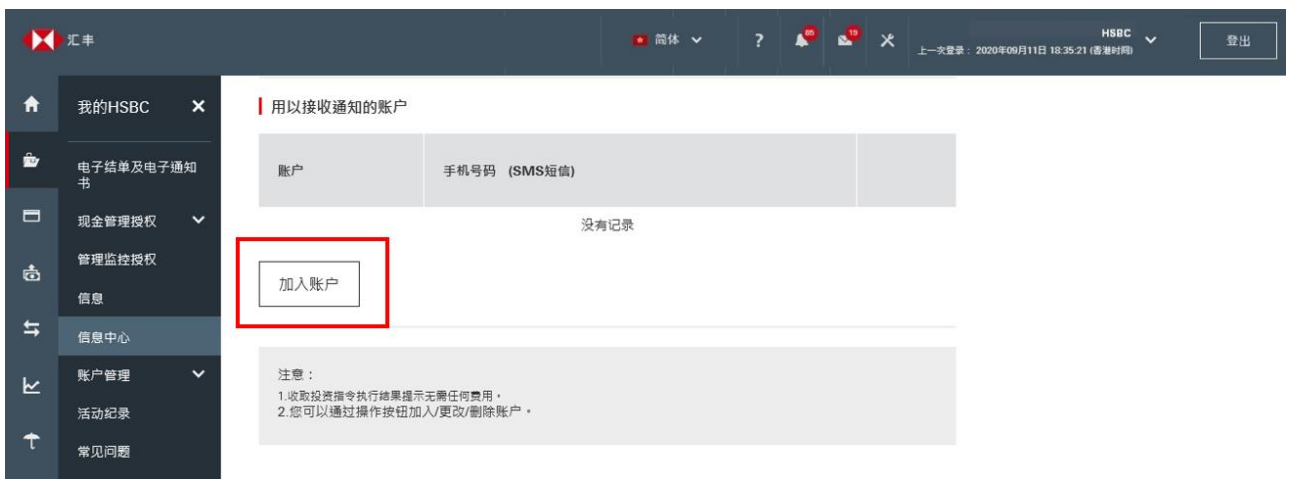 汇丰
简体
?
95
19
HSBC
上一次登录： 2020年09月11日 18:35:21 (香港时间)
登出
我的HSBC
电子结单及电子通知
书
现金管理授权
管理监控授权
信息
信息中心
账户管理
活动纪录
常见问题
用以接收通知的账户
账户 手机号码 (SMS短信)
没有记录
加入账户
注意：
1.收取投资指令执行结果提示无需任何费用。
2.您可以通过操作按钮加入/更改/删除账户。